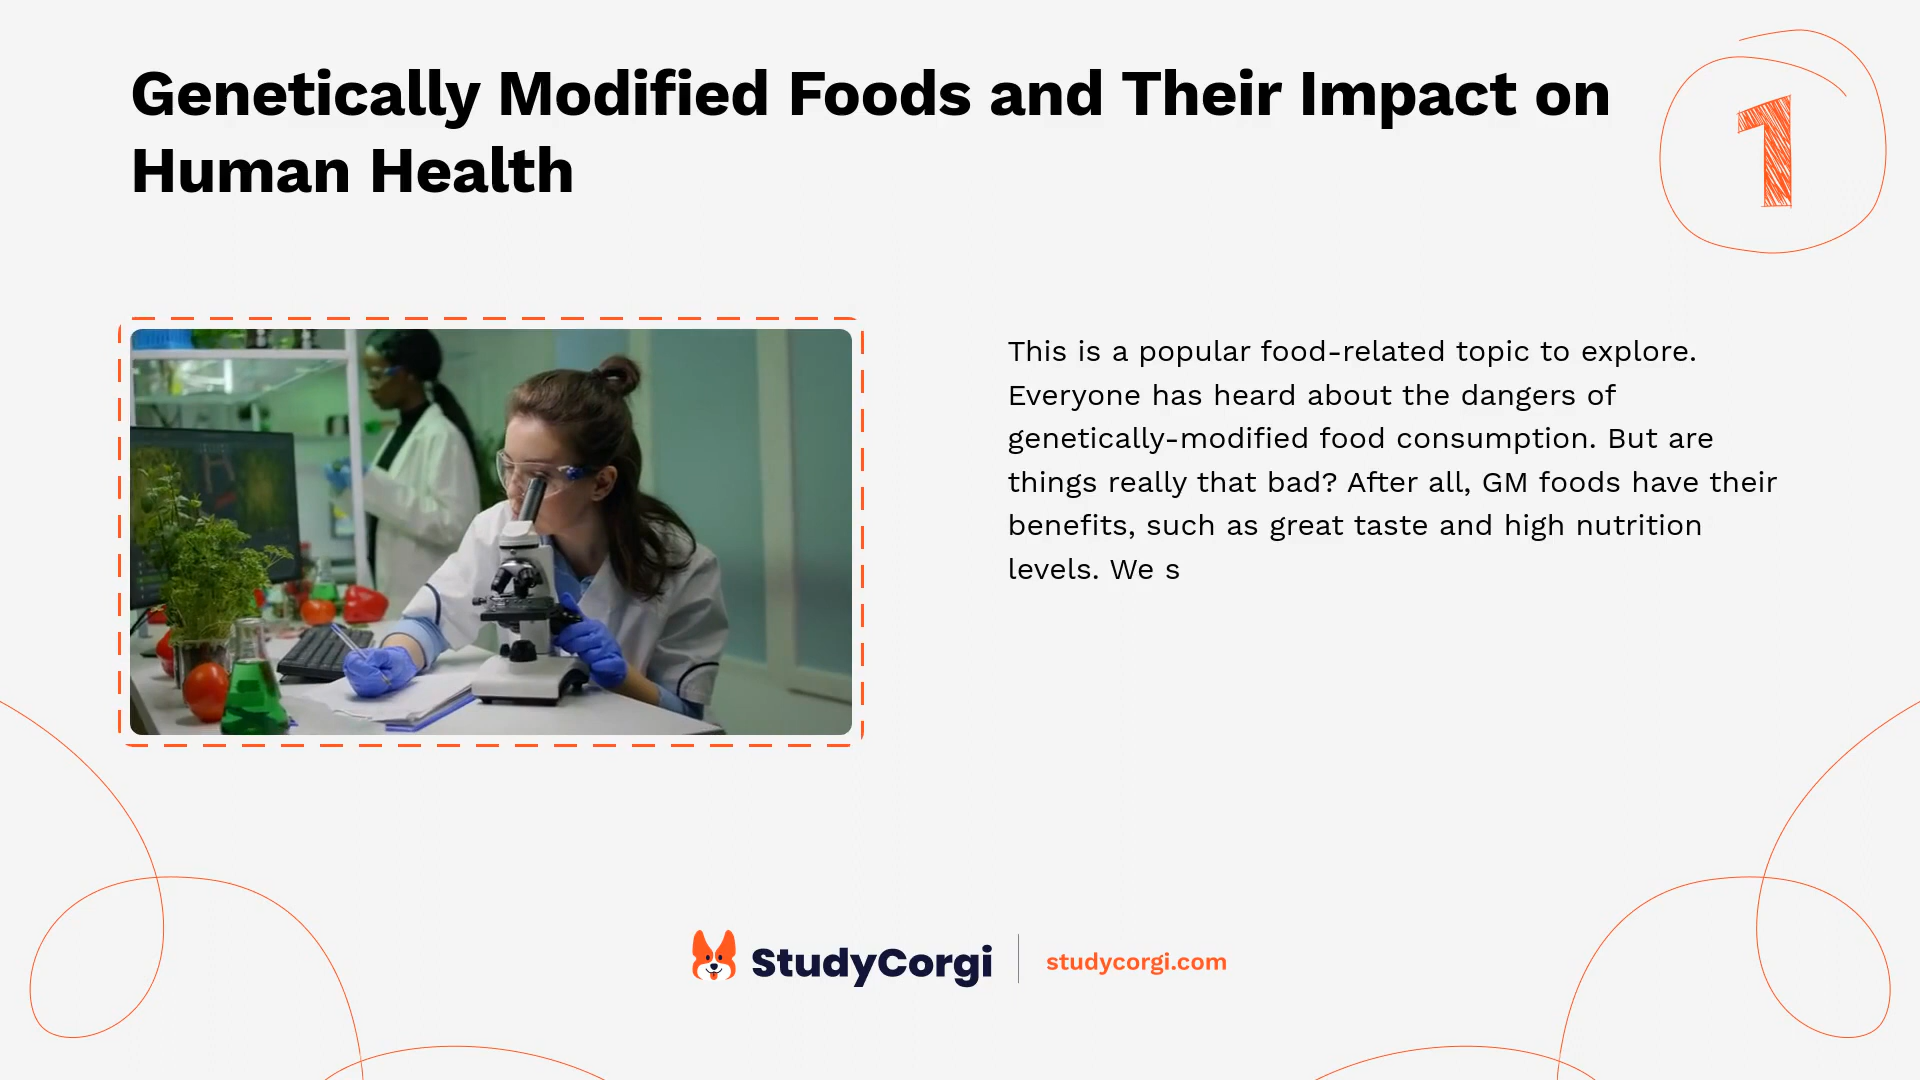 Genetically Modified Foods and Their Impact on
Human Health
1
This is a popular food-related topic to explore.
Everyone has heard about the dangers of
genetically-modified food consumption. But are
things really that bad? After all, GM foods have their
benefits, such as great taste and high nutrition
levels. We s
StudyCorgi
studycorgi.com